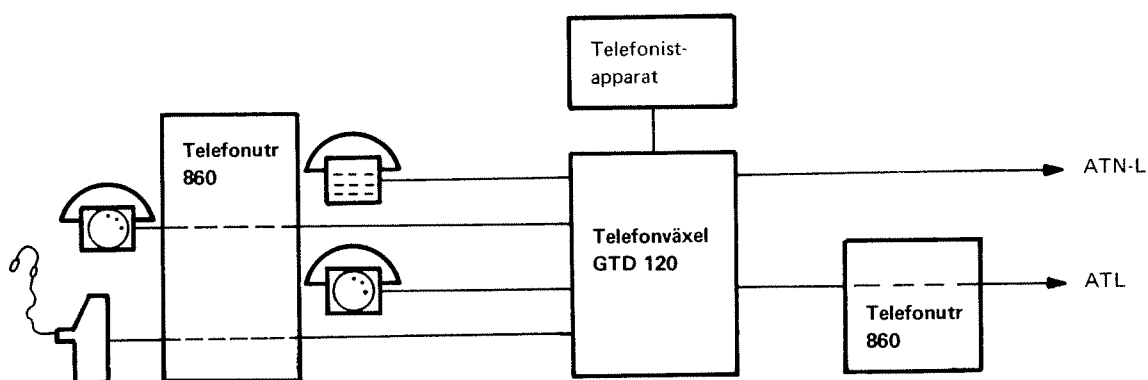 Telefonist-
apparat
Telefonutr
860
ATN-L
Telefonväxel
GTD 120
ATL
Telefonutr
860